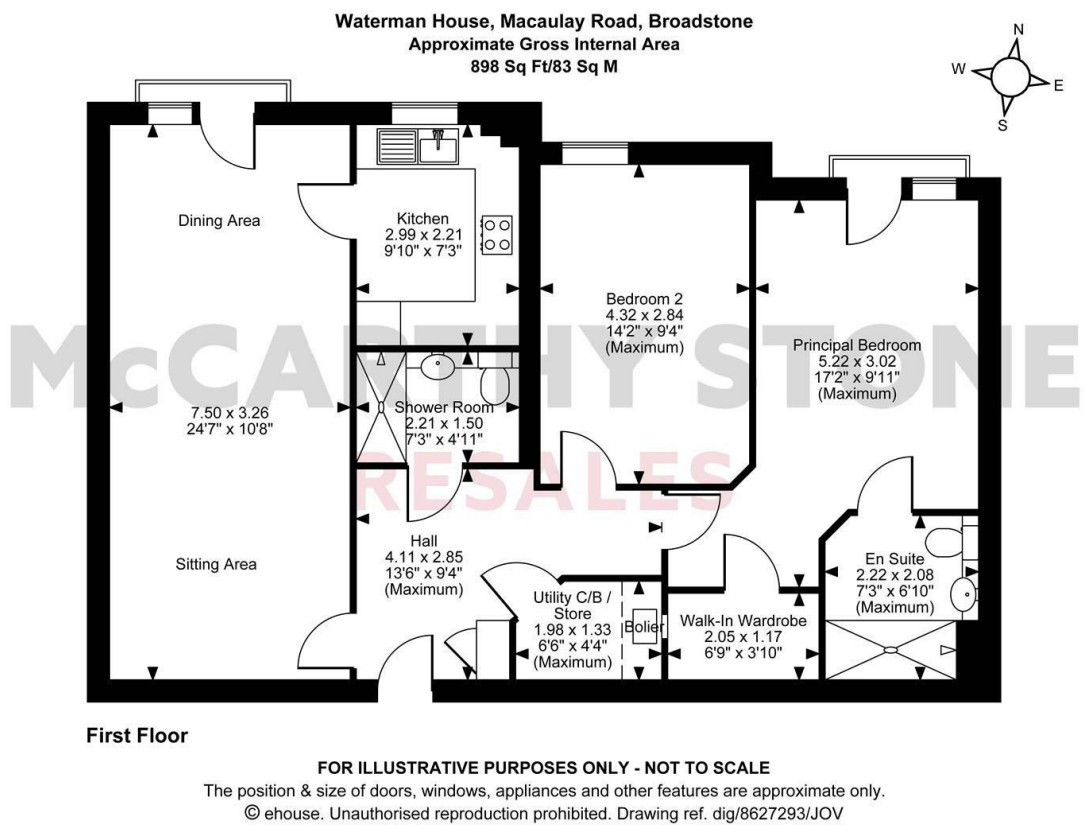 Waterman House, Macaulay Road, Broadstone
Approximate Gross Internal Area
898 Sq Ft/83 Sq M
N
W
E
S
Dining Area
Kitchen
2.99 x 2.21
9'10" x 7'3"
Bedroom 2
4.32 x 2.84
14'2" x 9'4"
(Maximum)
Principal Bedroom
5.22 x 3.02
17'2" x 9'11"
(Maximum)
McCARTHY STONE
RESALES
7.50 x 3.26
24'7" x 10'8"
Shower Room
2.21 x 1.50
7'3" x 4'11"
Sitting Area
Hall
4.11 x 2.85
13'6" x 9'4"
(Maximum)
Utility C/B /
Store
1.98 x 1.33
6'6" x 4'4"
(Maximum)
Bolier
Walk-In Wardrobe
2.05 x 1.17
6'9" x 3'10"
En Suite
2.22 x 2.08
7'3" x 6'10"
(Maximum)
First Floor
FOR ILLUSTRATIVE PURPOSES ONLY - NOT TO SCALE
The position & size of doors, windows, appliances and other features are approximate only.
© ehouse. Unauthorised reproduction prohibited. Drawing ref. dig/8627293/JOV